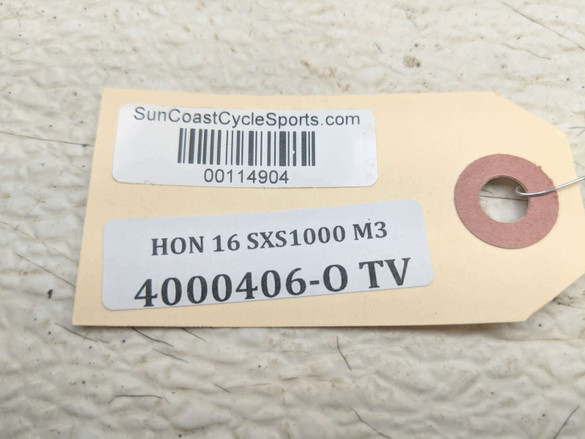 SunCoastCycleSports.com
00114904
HON 16 SXS1000 M3
4000406-O TV